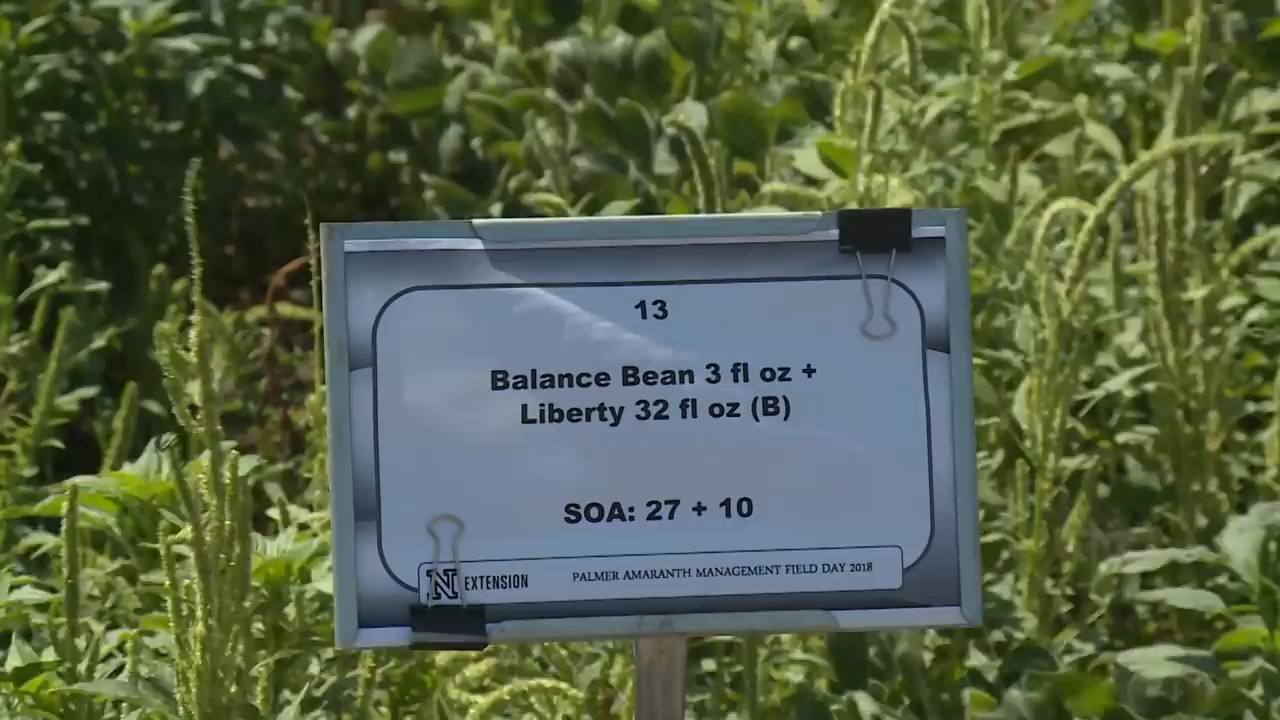 13
Balance Bean 3 fl oz +
Liberty 32 fl oz (B)
SOA: 27 + 10
N EXTENSION PALMER AMARANTH MANAGEMENT FIELD DAY 2018